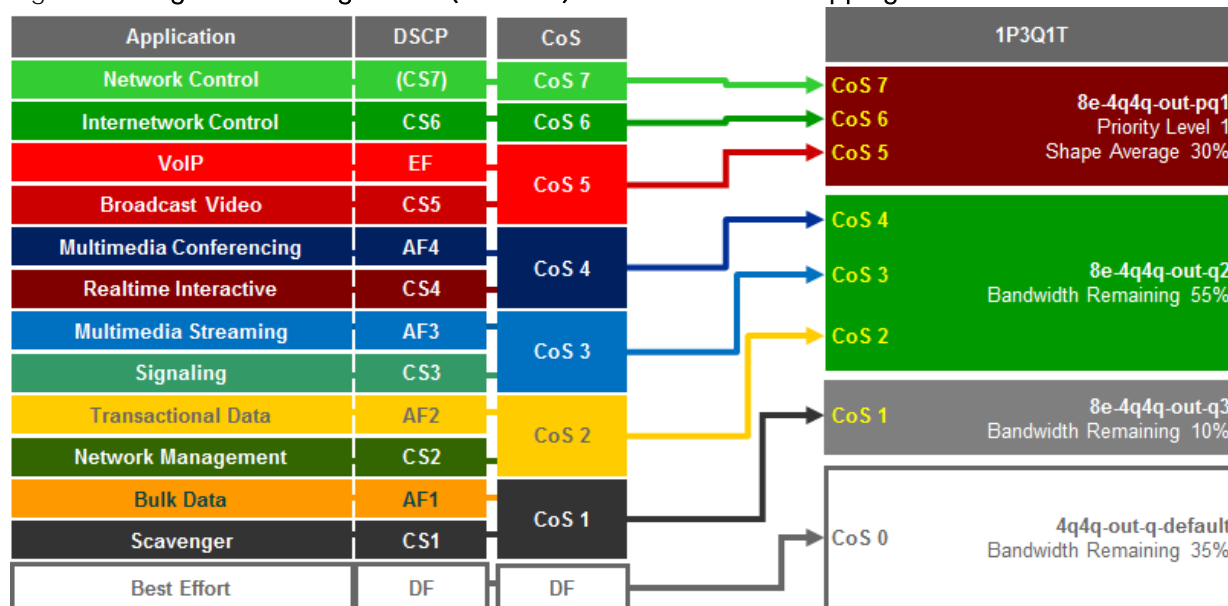 Application DSCP CoS 1P3Q1T
Network Control (CS7) CoS 7
Internetwork Control CS6 CoS 6
VoIP EF CoS 5
Broadcast Video CS5
Multimedia Conferencing AF4 CoS 4
Realtime Interactive CS4
Multimedia Streaming AF3 CoS 3
Signaling CS3
Transactional Data AF2 CoS 2
Network Management CS2
Bulk Data AF1 CoS 1
Scavenger CS1
Best Effort DF DF
CoS 7
CoS 6
CoS 5
8e-4q4q-out-pq1
Priority Level 1
Shape Average 30%
CoS 4
CoS 3
CoS 2
8e-4q4q-out-q2
Bandwidth Remaining 55%
CoS 1
8e-4q4q-out-q3
Bandwidth Remaining 10%
CoS 0
4q4q-out-q-default
Bandwidth Remaining 35%